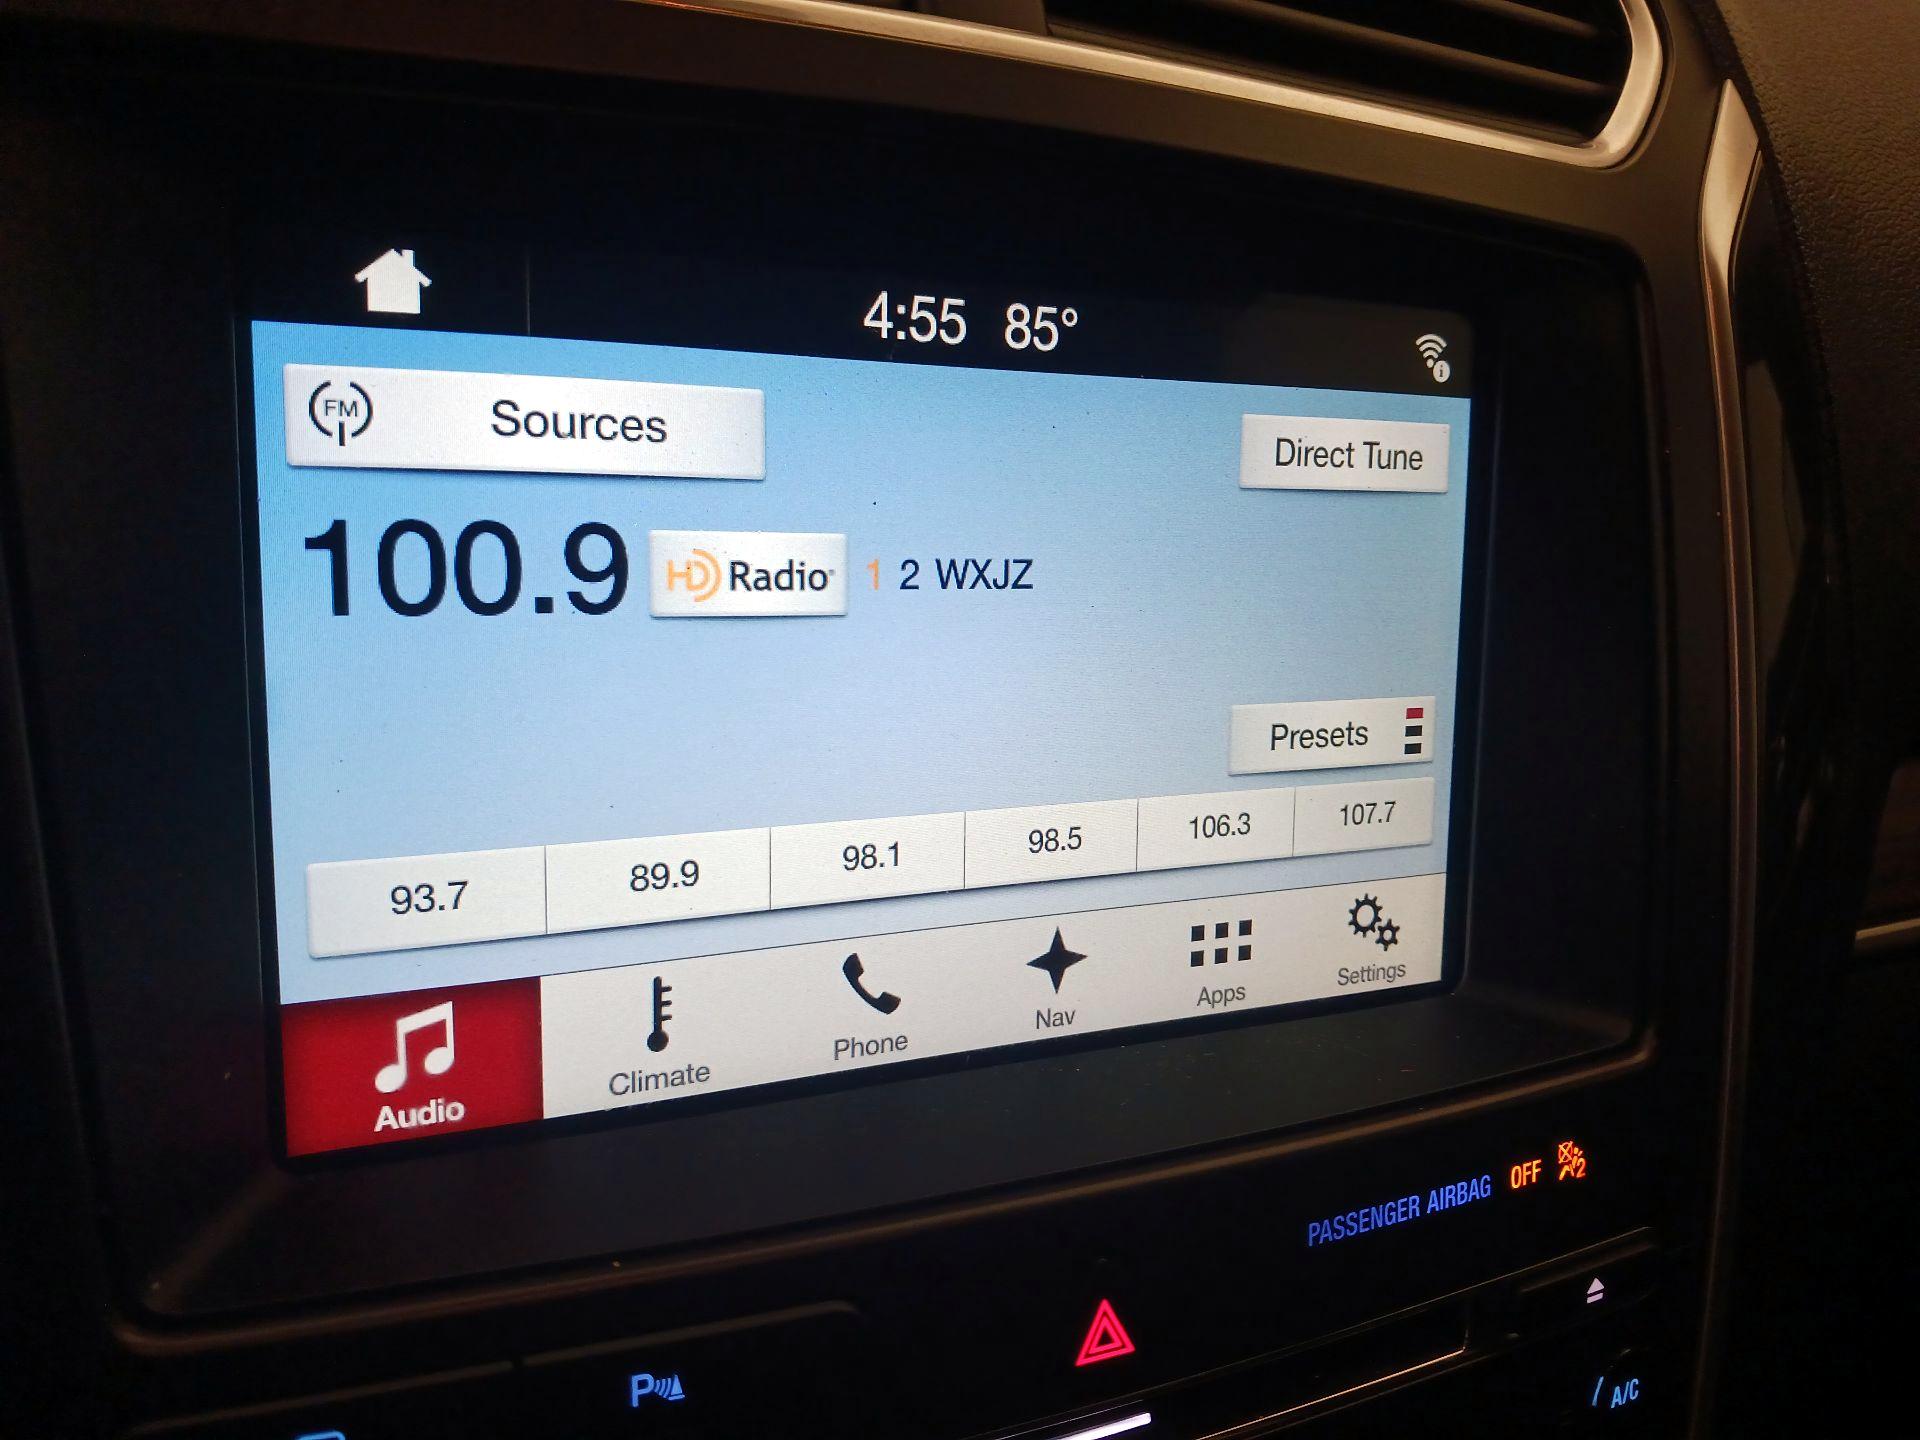 4:55 85°
FM Sources
Direct Tune
100.9 HD Radio 1 2 WXJZ
Presets
93.7 89.9 98.1 98.5 106.3 107.7
Audio Climate Phone Nav Apps Settings
PASSENGER AIRBAG OFF 2
P
A/C